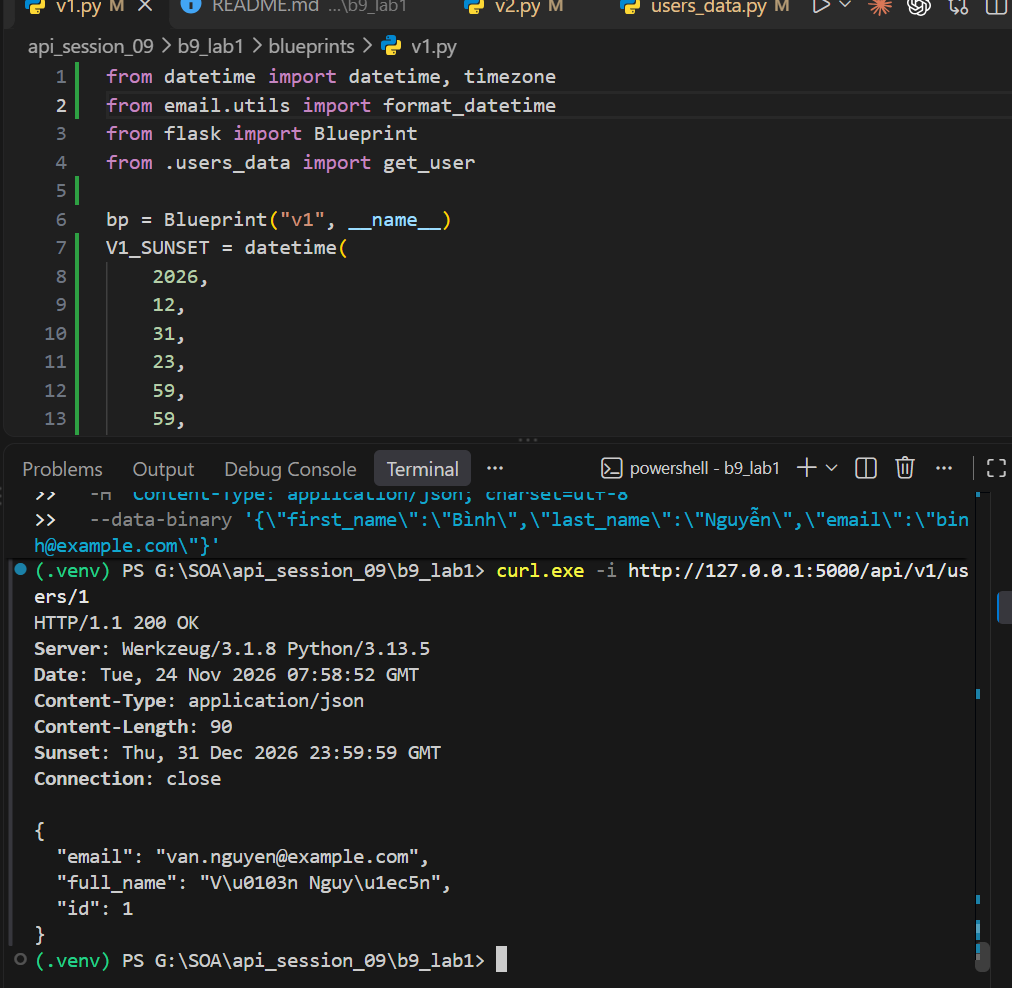 v1.py M
README.md ...\b9_lab1
v2.py M
users_data.py M
api_session_09 > b9_lab1 > blueprints > v1.py
1 from datetime import datetime, timezone
2 from email.utils import format_datetime
3 from flask import Blueprint
4 from .users_data import get_user
5
6 bp = Blueprint("v1", __name__)
7 V1_SUNSET = datetime(
8 2026,
9 12,
10 31,
11 23,
12 59,
13 59,
Problems Output Debug Console Terminal ... powershell - b9_lab1
>> -H "Content-Type: application/json; charset=utf-8"
>> --data-binary '{\"first_name\":\"Bình\",\"last_name\":\"Nguyễn\",\"email\":\"bin
h@example.com\"}'
(.venv) PS G:\SOA\api_session_09\b9_lab1> curl.exe -i http://127.0.0.1:5000/api/v1/us
ers/1
HTTP/1.1 200 OK
Server: Werkzeug/3.1.8 Python/3.13.5
Date: Tue, 24 Nov 2026 07:58:52 GMT
Content-Type: application/json
Content-Length: 90
Sunset: Thu, 31 Dec 2026 23:59:59 GMT
Connection: close
{
"email": "van.nguyen@example.com",
"full_name": "V\u0103n Nguy\u1ec5n",
"id": 1
}
(.venv) PS G:\SOA\api_session_09\b9_lab1>